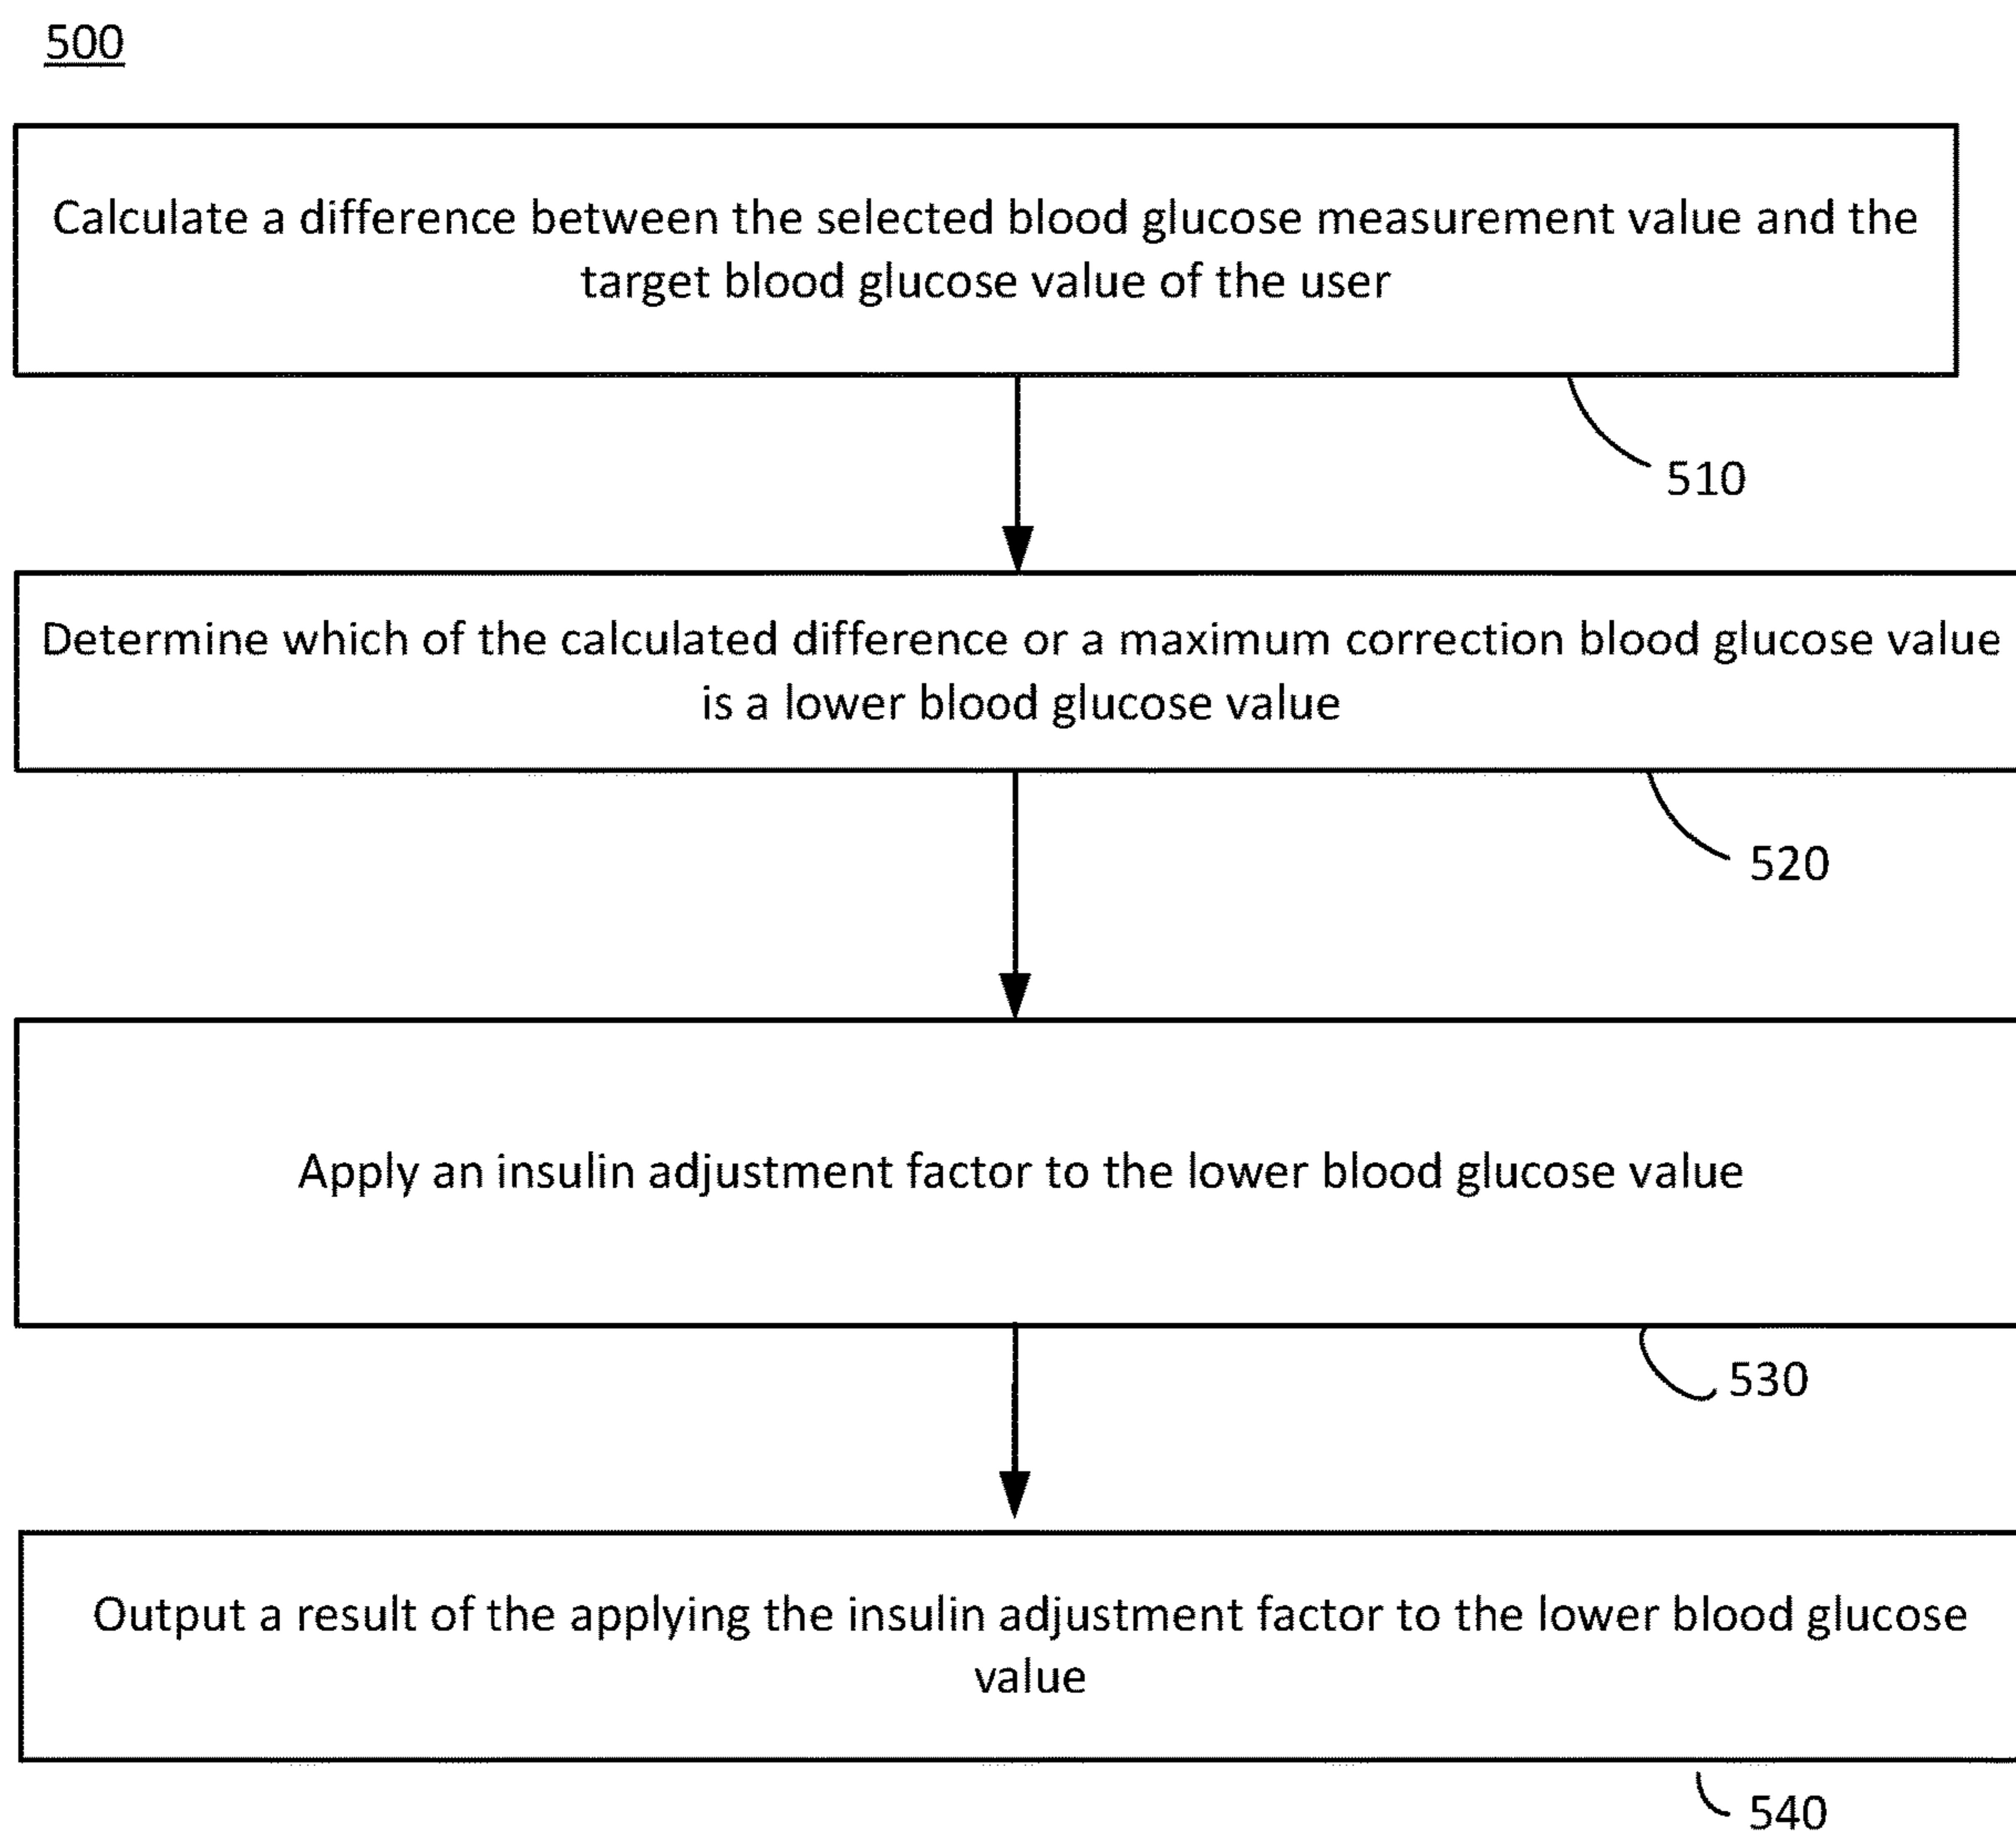 500
Calculate a difference between the selected blood glucose measurement value and the
target blood glucose value of the user
510
Determine which of the calculated difference or a maximum correction blood glucose value
is a lower blood glucose value
520
Apply an insulin adjustment factor to the lower blood glucose value
530
Output a result of the applying the insulin adjustment factor to the lower blood glucose
value
540